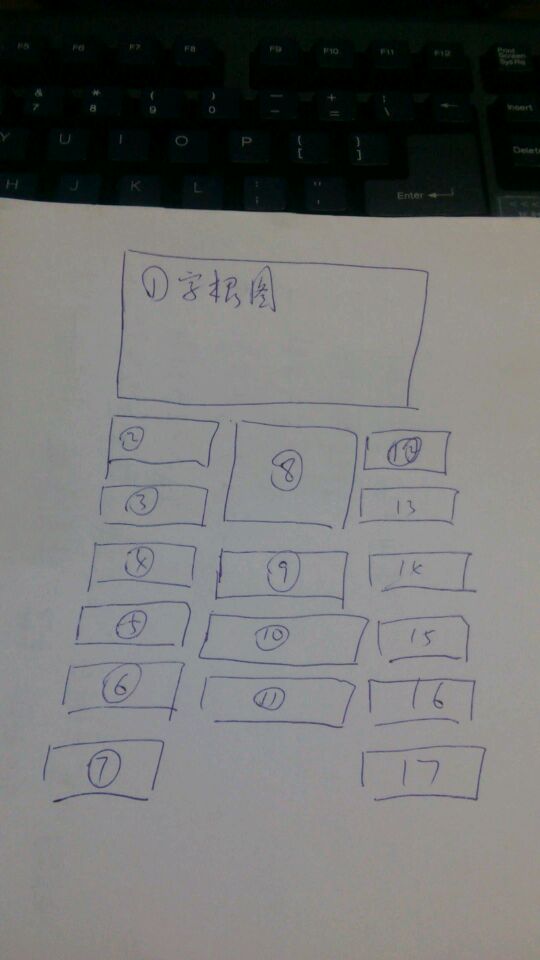 F5 F6 F7 F8 F9 F10 F11 F12 Print Screen SysRq
& 7 * 8 ( 9 ) 0 — - + = ¦ \ ← Insert
Y U I O P { [ } ] Delete
H J K L : ; " ' Enter
① 字根图
② ⑧ ⑫
③ 13
④ ⑨ 14
⑤ ⑩ 15
⑥ ⑪ 16
⑦ 17